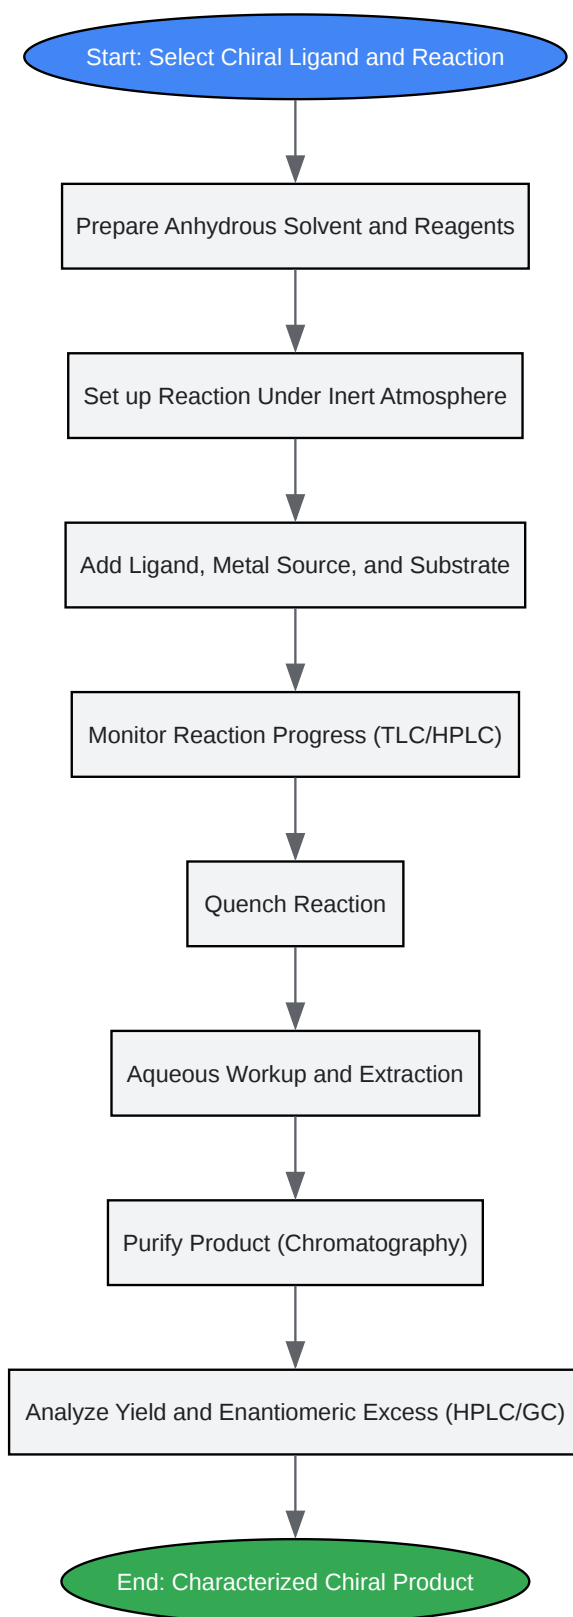 Start: Select Chiral Ligand and Reaction
Prepare Anhydrous Solvent and Reagents
Set up Reaction Under Inert Atmosphere
Add Ligand, Metal Source, and Substrate
Monitor Reaction Progress (TLC/HPLC)
Quench Reaction
Aqueous Workup and Extraction
Purify Product (Chromatography)
Analyze Yield and Enantiomeric Excess (HPLC/GC)
End: Characterized Chiral Product